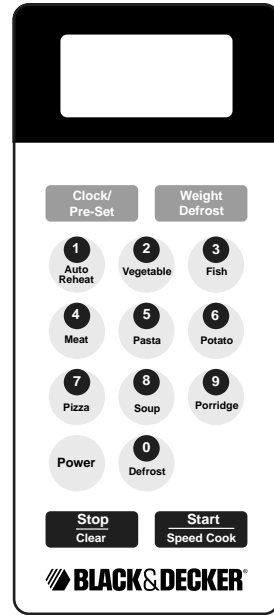 Clock/
Pre-Set
Weight
Defrost
1
2
3
Auto
Reheat
Vegetable
Fish
4
5
6
Meat
Pasta
Potato
7
8
9
Pizza
Soup
Porridge
Power
0
Defrost
Stop
Clear
Start
Speed Cook
BLACK&DECKER®